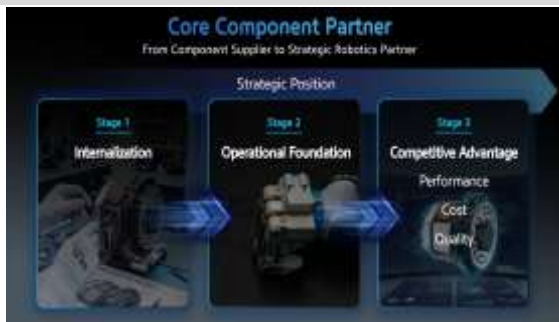 Core Component Partner
From Component Supplier to Strategic Robotics Partner
Strategic Position
Stage 1
Internalization
Stage 2
Operational Foundation
Stage 3
Competitive Advantage
Performance
Cost
Quality